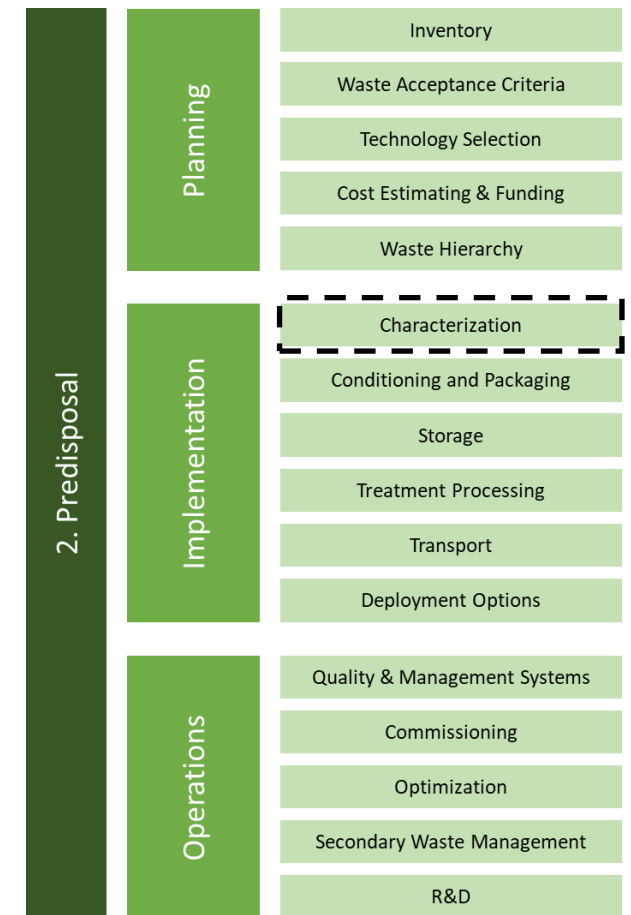 2. Predisposal
Planning
Inventory
Waste Acceptance Criteria
Technology Selection
Cost Estimating & Funding
Waste Hierarchy
Implementation
Characterization
Conditioning and Packaging
Storage
Treatment Processing
Transport
Deployment Options
Operations
Quality & Management Systems
Commissioning
Optimization
Secondary Waste Management
R&D